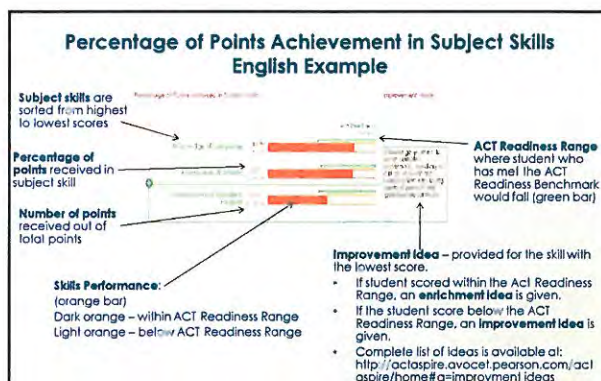 Percentage of Points Achievement in Subject Skills
English Example
Subject skills are
sorted from highest
to lowest scores
Percentage of
points received in
subject skill
Number of points
received out of
total points
Skills Performance:
(orange bar)
Dark orange – within ACT Readiness Range
Light orange – below ACT Readiness Range
ACT Readiness Range
where student who
has met the ACT
Readiness Benchmark
would fall (green bar)
Improvement Idea – provided for the skill with
the lowest score.
• If student scored within the Act Readiness
Range, an enrichment idea is given.
• If the student score below the ACT
Readiness Range, an improvement idea is
given.
• Complete list of ideas is available at:
http://actaspire.avocet.pearson.com/act
aspire/home#a=improvment ideas